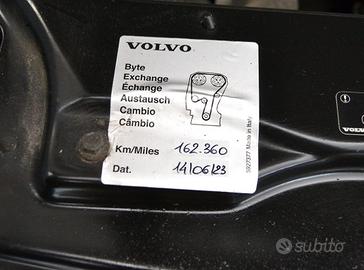 VOLVO
Byte
Exchange
Échange
Austausch
Cambio
Câmbio
Km/Miles 162.360
Dat. 14/06/23
5927377 Made in Italy
VOLVO
subito